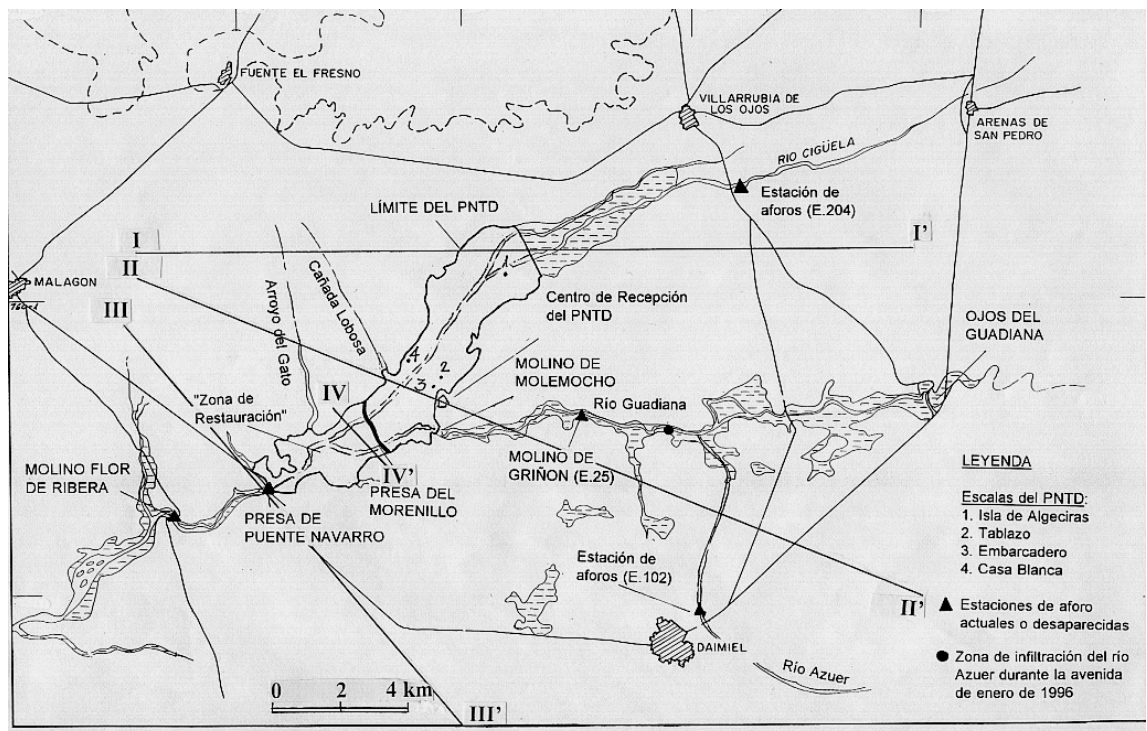 FUENTE EL FRESNO
VILLARRUBIA DE
LOS OJOS
ARENAS DE
SAN PEDRO
RIO CIGÜELA
Estación de
aforos (E.204)
LÍMITE DEL PNTD
I
I'
II
MALAGON
III
Arroyo del Gato
Cañada Lobosa
1
Centro de Recepción
del PNTD
OJOS DEL
GUADIANA
4
2
3
MOLINO DE
MOLEMOCHO
"Zona de
Restauración"
IV
Río Guadiana
MOLINO FLOR
DE RIBERA
IV'
MOLINO DE
GRIÑON (E.25)
PRESA DEL
MORENILLO
PRESA DE
PUENTE NAVARRO
LEYENDA
Escalas del PNTD:
1. Isla de Algeciras
2. Tablazo
3. Embarcadero
4. Casa Blanca
Estación de
aforos (E.102)
II'
Estaciones de aforo
actuales o desaparecidas
DAIMIEL
Río Azuer
Zona de infiltración del río
Azuer durante la avenida
de enero de 1996
0 2 4 km
III'